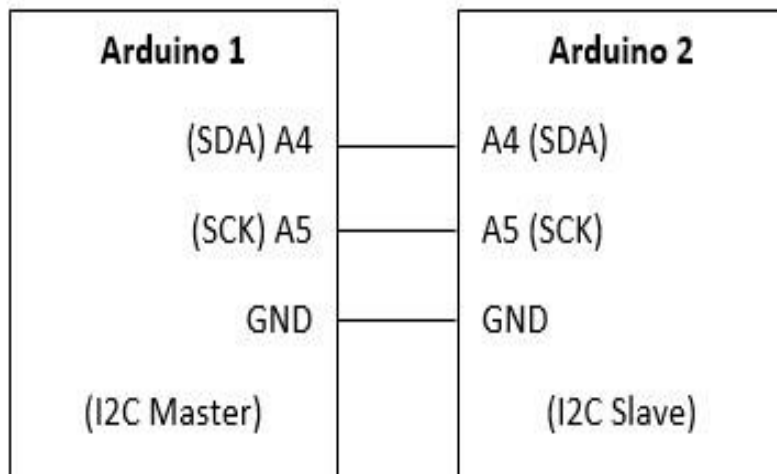 Arduino 1
(SDA) A4
(SCK) A5
GND
(I2C Master)
Arduino 2
A4 (SDA)
A5 (SCK)
GND
(I2C Slave)